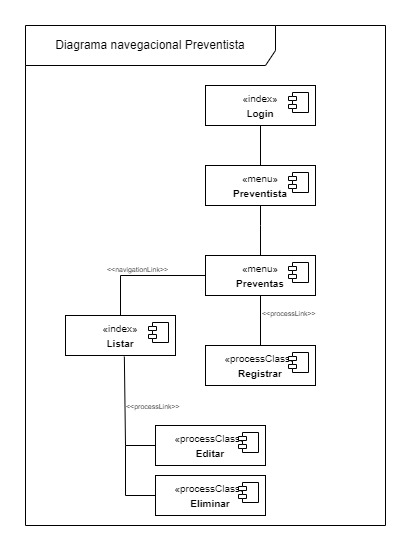 Diagrama navegacional Preventista
«index»
Login
«menu»
Preventista
«menu»
Preventas
<<navigationLink>>
<<processLink>>
«index»
Listar
«processClass
Registrar
<<processLink>>
«processClass
Editar
«processClass
Eliminar